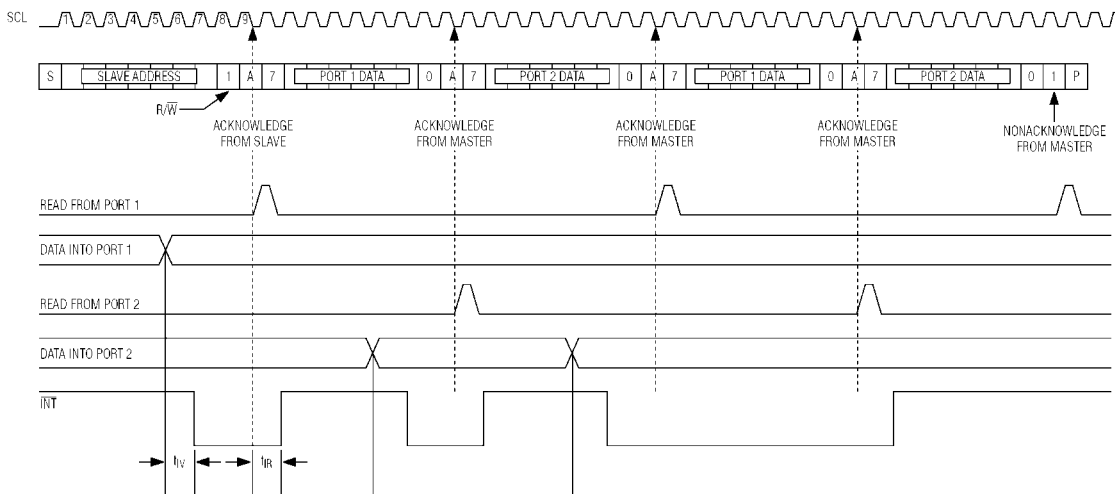 SCL 1 2 3 4 5 6 7 8 9
S SLAVE ADDRESS 1 A 7 PORT 1 DATA 0 A 7 PORT 2 DATA 0 A 7 PORT 1 DATA 0 A 7 PORT 2 DATA 0 1 P
R/W̅
ACKNOWLEDGE
FROM SLAVE
ACKNOWLEDGE
FROM MASTER
ACKNOWLEDGE
FROM MASTER
ACKNOWLEDGE
FROM MASTER
NONACKNOWLEDGE
FROM MASTER
READ FROM PORT 1
DATA INTO PORT 1
READ FROM PORT 2
DATA INTO PORT 2
I̅N̅T̅
tIV tIR